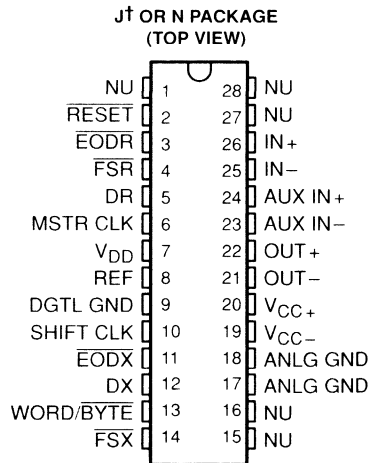 J† OR N PACKAGE
(TOP VIEW)
NU 1 28 NU
RESET 2 27 NU
EODR 3 26 IN+
FSR 4 25 IN−
DR 5 24 AUX IN+
MSTR CLK 6 23 AUX IN−
VDD 7 22 OUT+
REF 8 21 OUT−
DGTL GND 9 20 VCC+
SHIFT CLK 10 19 VCC−
EODX 11 18 ANLG GND
DX 12 17 ANLG GND
WORD/BYTE 13 16 NU
FSX 14 15 NU